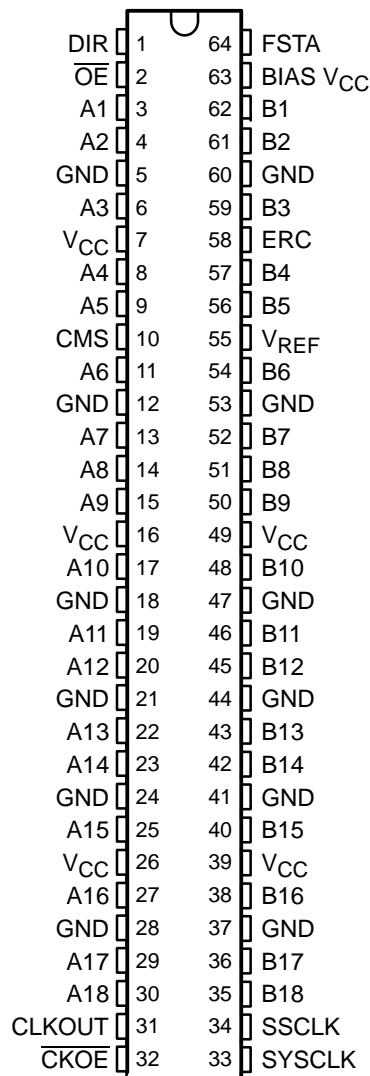 DIR 1 64 FSTA
OE 2 63 BIAS VCC
A1 3 62 B1
A2 4 61 B2
GND 5 60 GND
A3 6 59 B3
VCC 7 58 ERC
A4 8 57 B4
A5 9 56 B5
CMS 10 55 VREF
A6 11 54 B6
GND 12 53 GND
A7 13 52 B7
A8 14 51 B8
A9 15 50 B9
VCC 16 49 VCC
A10 17 48 B10
GND 18 47 GND
A11 19 46 B11
A12 20 45 B12
GND 21 44 GND
A13 22 43 B13
A14 23 42 B14
GND 24 41 GND
A15 25 40 B15
VCC 26 39 VCC
A16 27 38 B16
GND 28 37 GND
A17 29 36 B17
A18 30 35 B18
CLKOUT 31 34 SSCLK
CKOE 32 33 SYSCLK